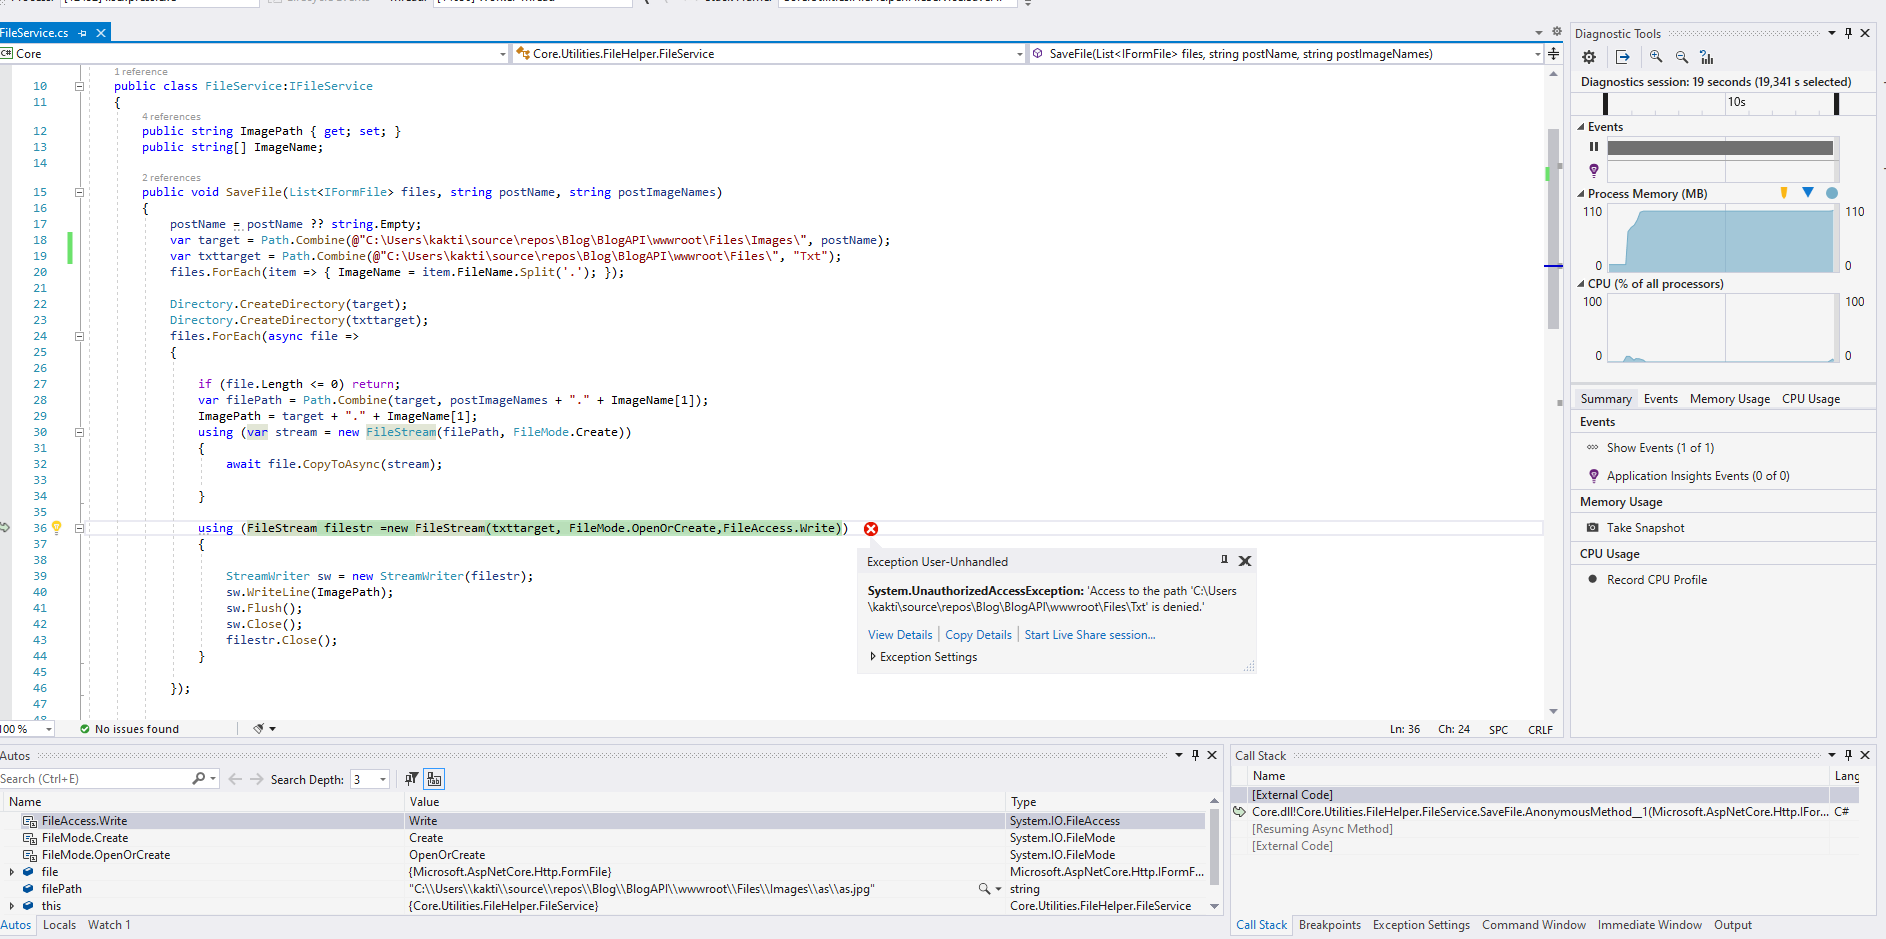 FileService.cs
C# Core
Core.Utilities.FileHelper.FileService
SaveFile(List<IFormFile> files, string postName, string postImageNames)
1 reference
10 public class FileService:IFileService
11 {
4 references
12 public string ImagePath { get; set; }
13 public string[] ImageName;
14
2 references
15 public void SaveFile(List<IFormFile> files, string postName, string postImageNames)
16 {
17 postName = postName ?? string.Empty;
18 var target = Path.Combine(@"C:\Users\kakti\source\repos\Blog\BlogAPI\wwwroot\Files\Images\", postName);
19 var txttarget = Path.Combine(@"C:\Users\kakti\source\repos\Blog\BlogAPI\wwwroot\Files\", "Txt");
20 files.ForEach(item => { ImageName = item.FileName.Split('.'); });
21
22 Directory.CreateDirectory(target);
23 Directory.CreateDirectory(txttarget);
24 files.ForEach(async file =>
25 {
26
27 if (file.Length <= 0) return;
28 var filePath = Path.Combine(target, postImageNames + "." + ImageName[1]);
29 ImagePath = target + "." + ImageName[1];
30 using (var stream = new FileStream(filePath, FileMode.Create))
31 {
32 await file.CopyToAsync(stream);
33
34 }
35
36 using (FileStream filestr =new FileStream(txttarget, FileMode.OpenOrCreate,FileAccess.Write))
37 {
38
39 StreamWriter sw = new StreamWriter(filestr);
40 sw.WriteLine(ImagePath);
41 sw.Flush();
42 sw.Close();
43 filestr.Close();
44 }
45
46 });
47
Exception User-Unhandled
System.UnauthorizedAccessException: 'Access to the path 'C:\Users
\kakti\source\repos\Blog\BlogAPI\wwwroot\Files\Txt' is denied.'
View Details | Copy Details | Start Live Share session...
Exception Settings
100 %
No issues found
Ln: 36 Ch: 24 SPC CRLF
Diagnostic Tools
Diagnostics session: 19 seconds (19,341 s selected)
10s
Events
Process Memory (MB)
110 110
0 0
CPU (% of all processors)
100 100
0 0
Summary Events Memory Usage CPU Usage
Events
Show Events (1 of 1)
Application Insights Events (0 of 0)
Memory Usage
Take Snapshot
CPU Usage
Record CPU Profile
Autos
Search (Ctrl+E)
Search Depth: 3
Name Value Type
FileAccess.Write Write System.IO.FileAccess
FileMode.Create Create System.IO.FileMode
FileMode.OpenOrCreate OpenOrCreate System.IO.FileMode
file {Microsoft.AspNetCore.Http.FormFile} Microsoft.AspNetCore.Http.IFormF...
filePath "C:\\Users\\kakti\\source\\repos\\Blog\\BlogAPI\\wwwroot\\Files\\Images\\as\\as.jpg" string
this {Core.Utilities.FileHelper.FileService} Core.Utilities.FileHelper.FileService
Autos Locals Watch 1
Call Stack
Name Lang
[External Code]
Core.dll!Core.Utilities.FileHelper.FileService.SaveFile.AnonymousMethod__1(Microsoft.AspNetCore.Http.IFor... C#
[Resuming Async Method]
[External Code]
Call Stack Breakpoints Exception Settings Command Window Immediate Window Output